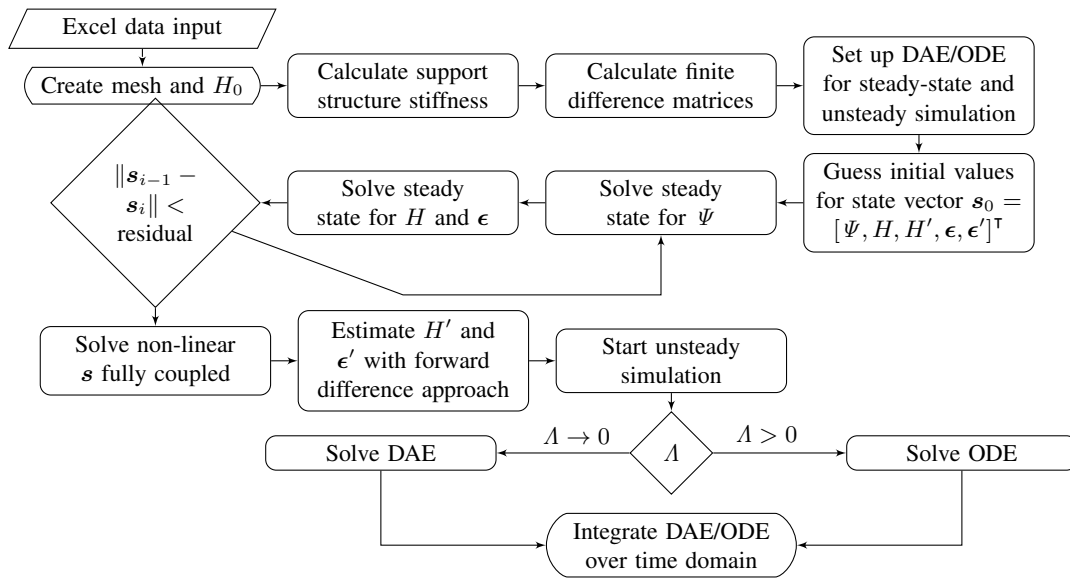 Excel data input
Create mesh and H₀
Calculate support
structure stiffness
Calculate finite
difference matrices
Set up DAE/ODE
for steady-state and
unsteady simulation
Guess initial values
for state vector s₀ =
[Ψ, H, H′, ϵ, ϵ′]ᵀ
Solve steady
state for Ψ
Solve steady
state for H and ϵ
‖sᵢ₋₁ −
sᵢ‖ <
residual
Solve non-linear
s fully coupled
Estimate H′ and
ϵ′ with forward
difference approach
Start unsteady
simulation
Λ
Λ → 0
Λ > 0
Solve DAE
Solve ODE
Integrate DAE/ODE
over time domain